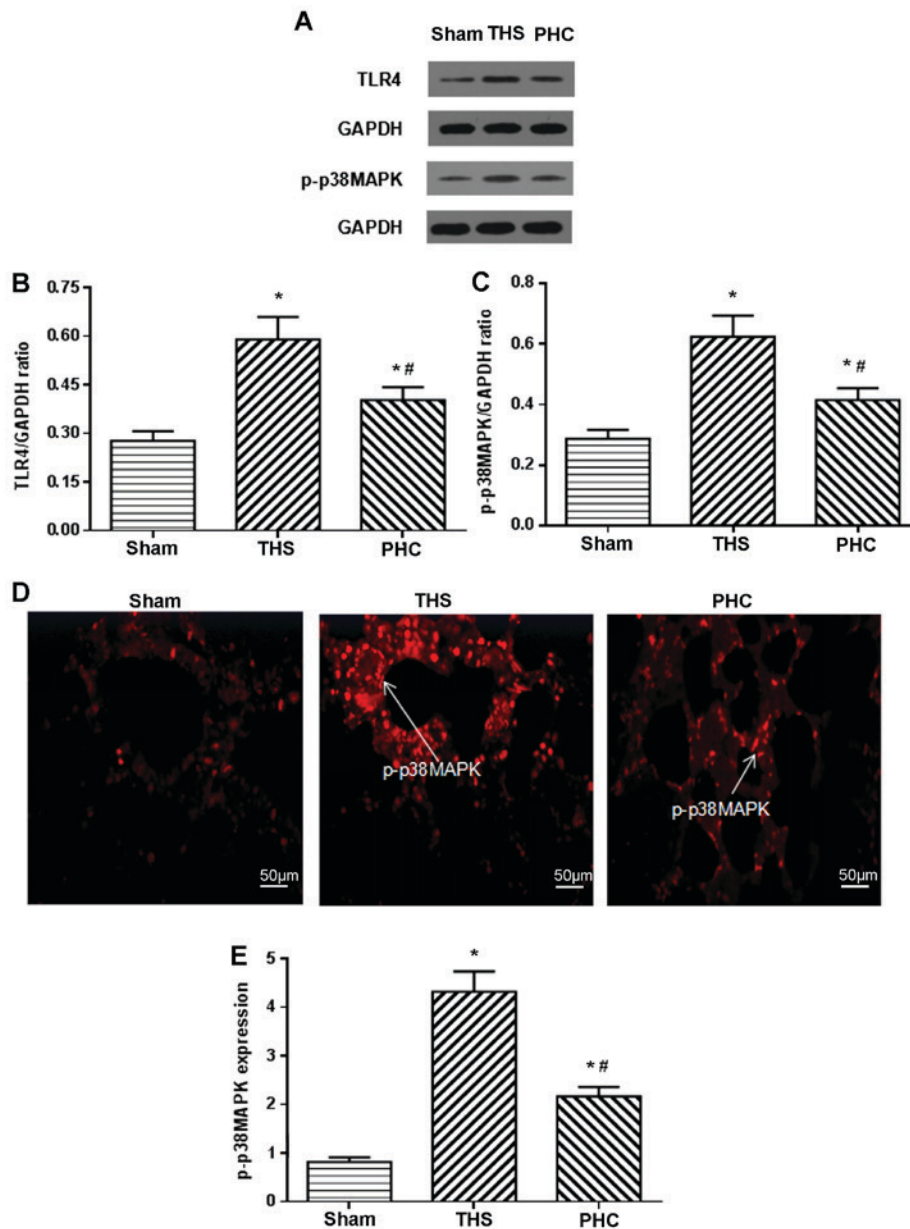 A
Sham THS PHC
TLR4
GAPDH
p-p38MAPK
GAPDH
B
TLR4/GAPDH ratio
0.75
0.60
0.45
0.30
0.15
0.00
*
* #
Sham THS PHC
C
p-p38MAPK/GAPDH ratio
0.8
0.6
0.4
0.2
0.0
*
* #
Sham THS PHC
D
Sham THS PHC
p-p38MAPK
p-p38MAPK
50μm 50μm 50μm
E
p-p38MAPK expression
5
4
3
2
1
0
*
* #
Sham THS PHC